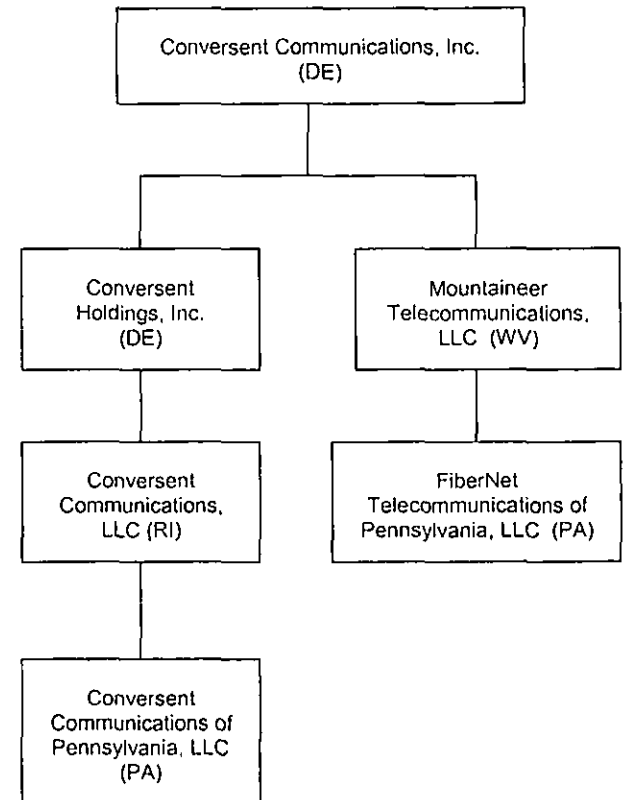 Conversent Communications, Inc.
(DE)
Conversent
Holdings, Inc.
(DE)
Mountaineer
Telecommunications,
LLC (WV)
Conversent
Communications,
LLC (RI)
FiberNet
Telecommunications of
Pennsylvania, LLC (PA)
Conversent
Communications of
Pennsylvania, LLC
(PA)